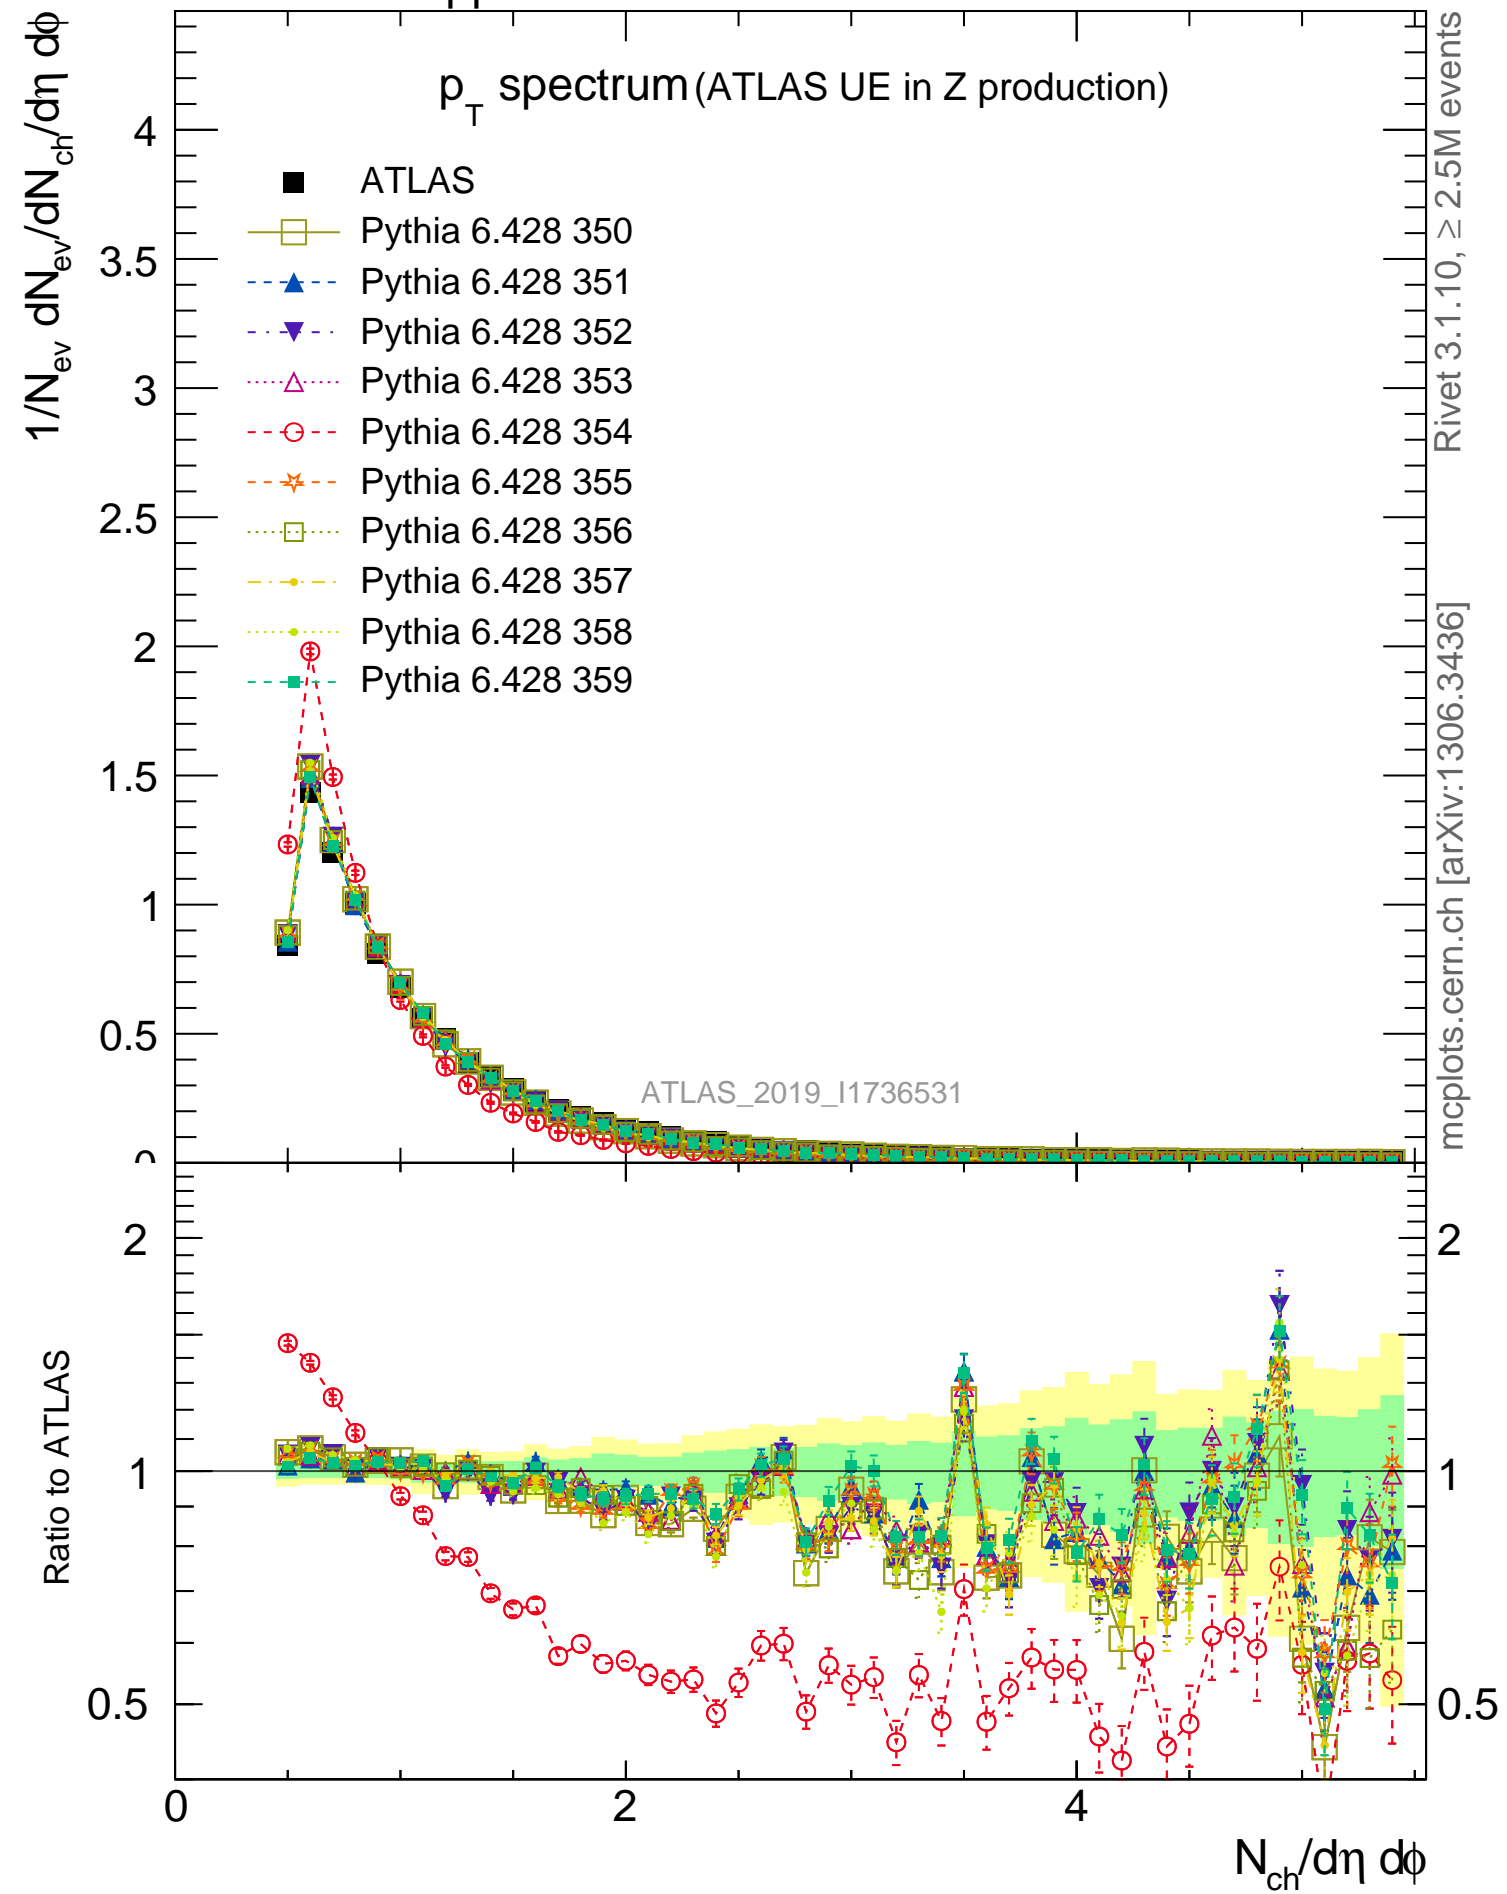 p_T spectrum (ATLAS UE in Z production)
1/N_ev dN_ev/dN_ch/dη dϕ
4
3.5
3
2.5
2
1.5
1
0.5
0
ATLAS
Pythia 6.428 350
Pythia 6.428 351
Pythia 6.428 352
Pythia 6.428 353
Pythia 6.428 354
Pythia 6.428 355
Pythia 6.428 356
Pythia 6.428 357
Pythia 6.428 358
Pythia 6.428 359
ATLAS_2019_I1736531
Rivet 3.1.10, ≥ 2.5M events
mcplots.cern.ch [arXiv:1306.3436]
Ratio to ATLAS
2
1
0.5
2
1
0.5
0
2
4
N_ch/dη dϕ